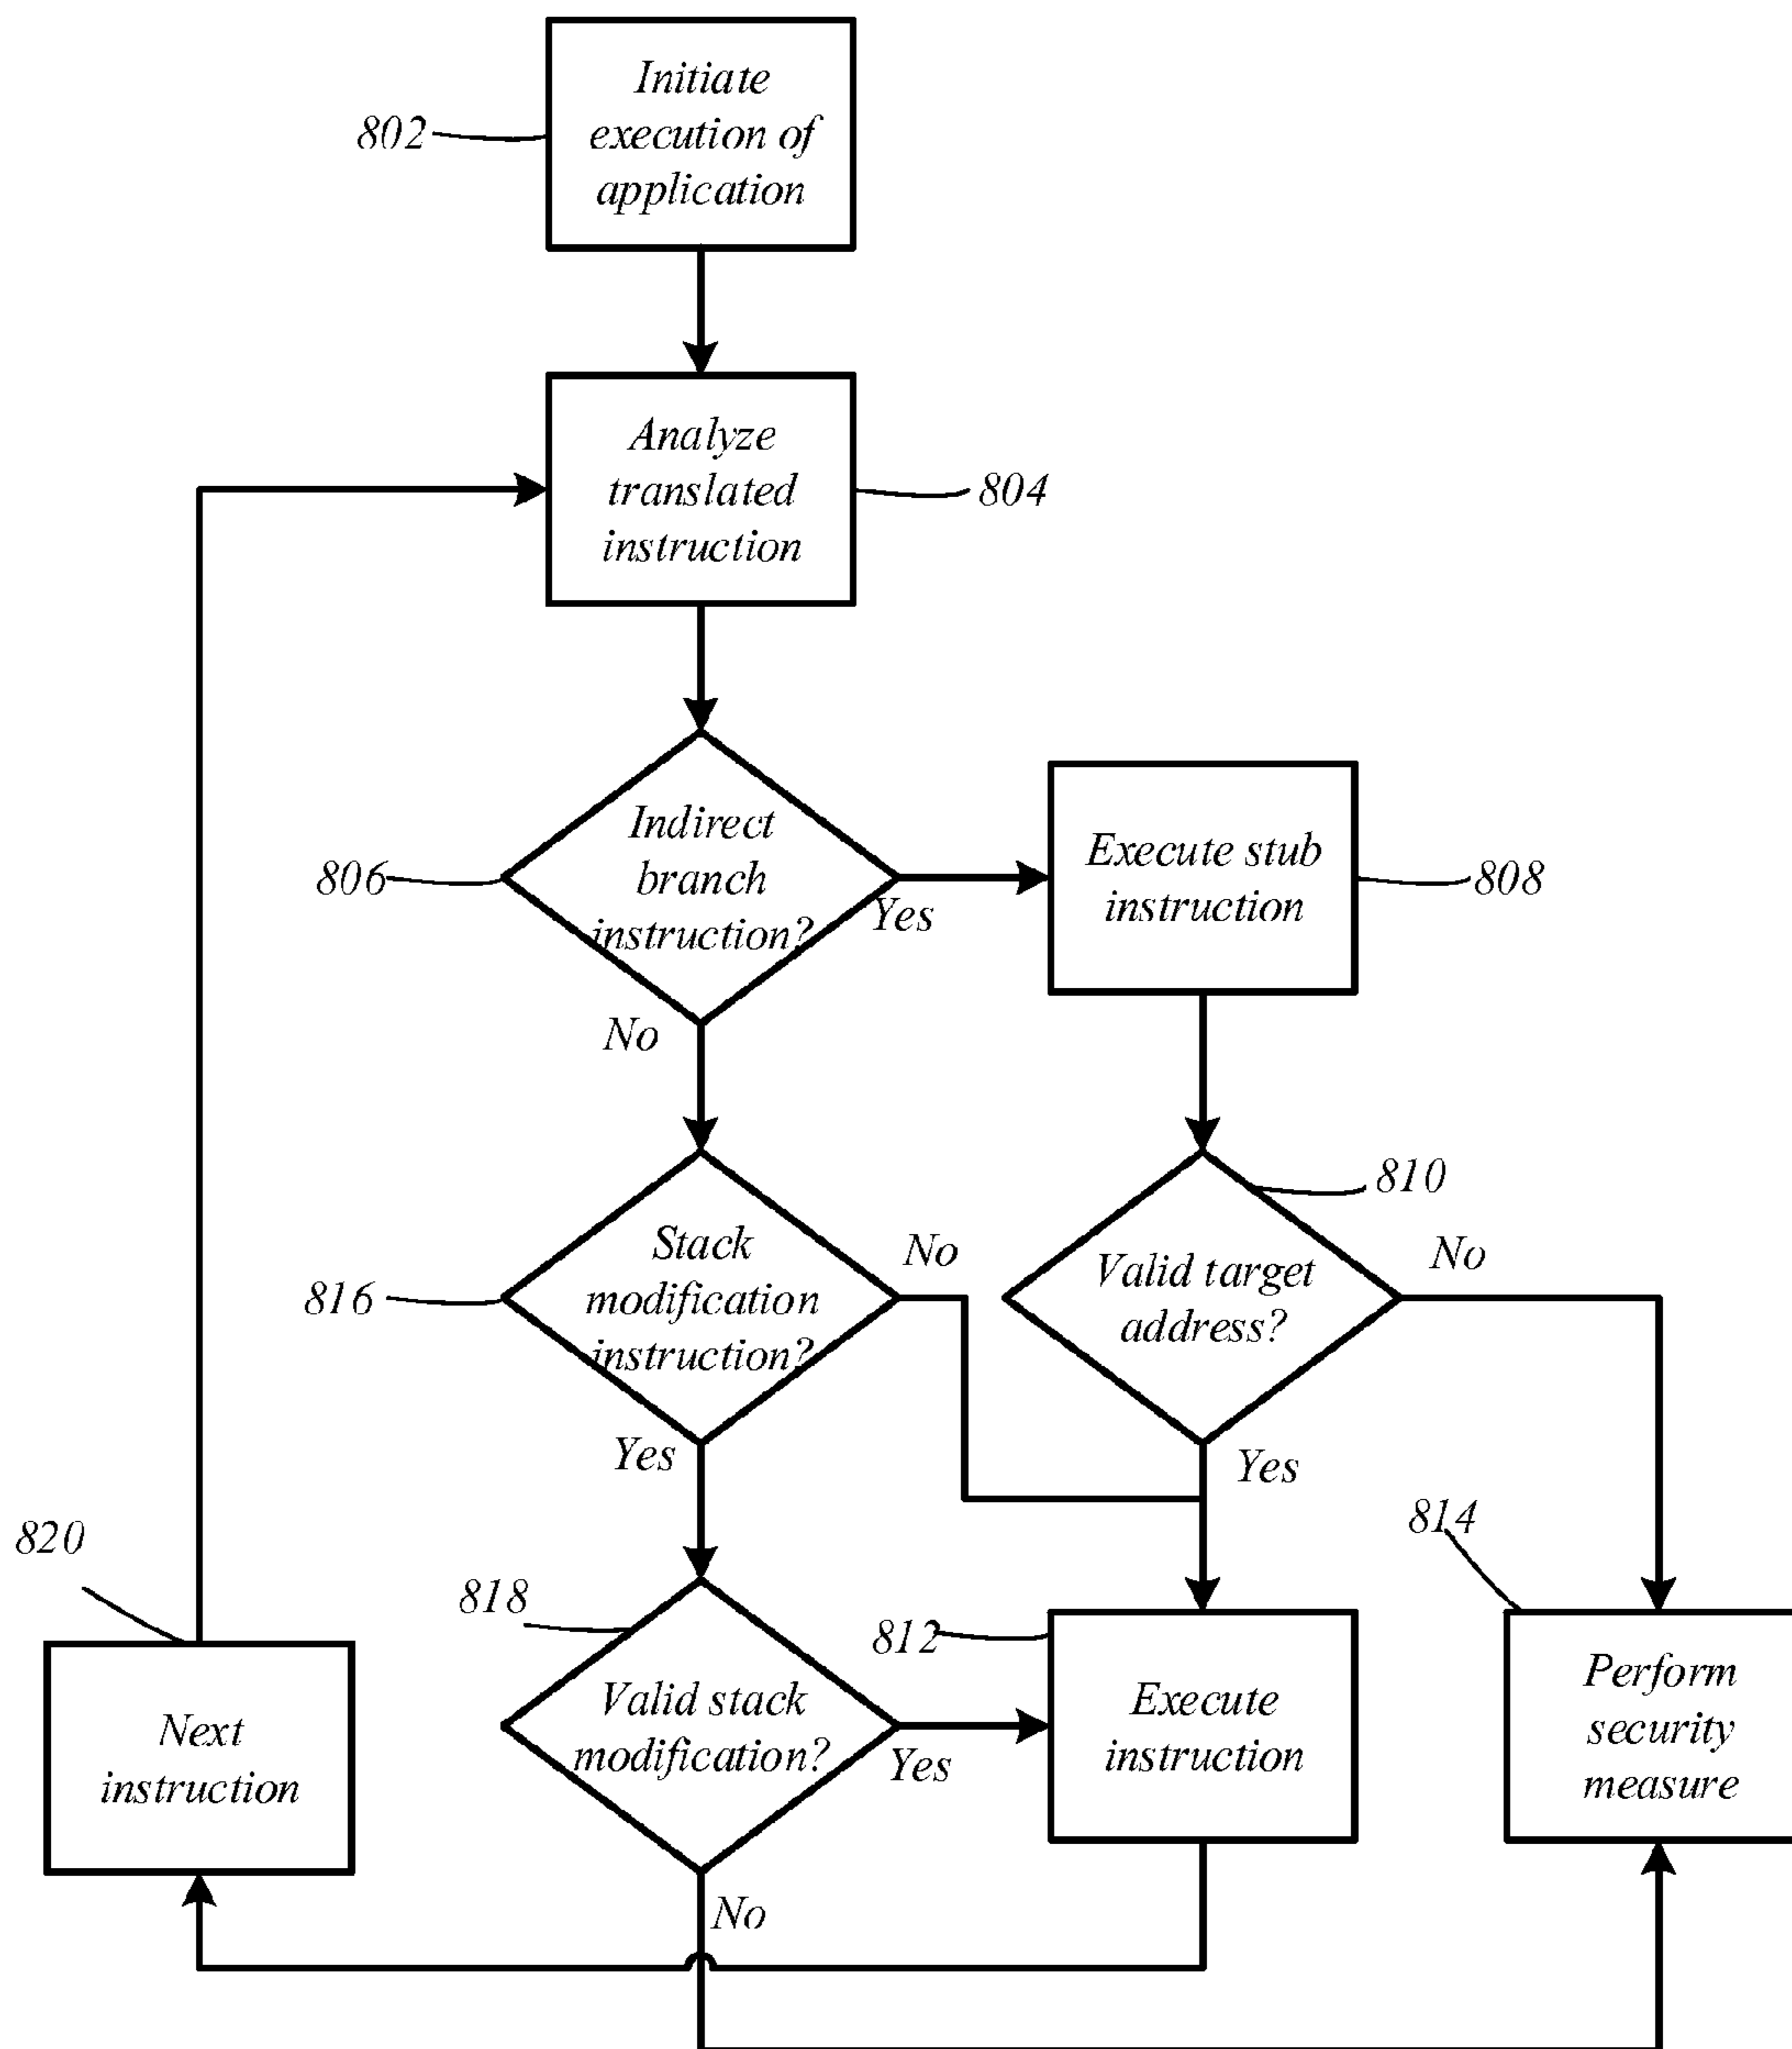 Initiate
execution of
application
802
Analyze
translated
instruction
804
Indirect
branch
instruction?
806
Yes
No
Execute stub
instruction
808
Stack
modification
instruction?
816
No
Yes
Valid target
address?
810
No
Yes
820
Next
instruction
818
Valid stack
modification?
Yes
No
812
Execute
instruction
814
Perform
security
measure